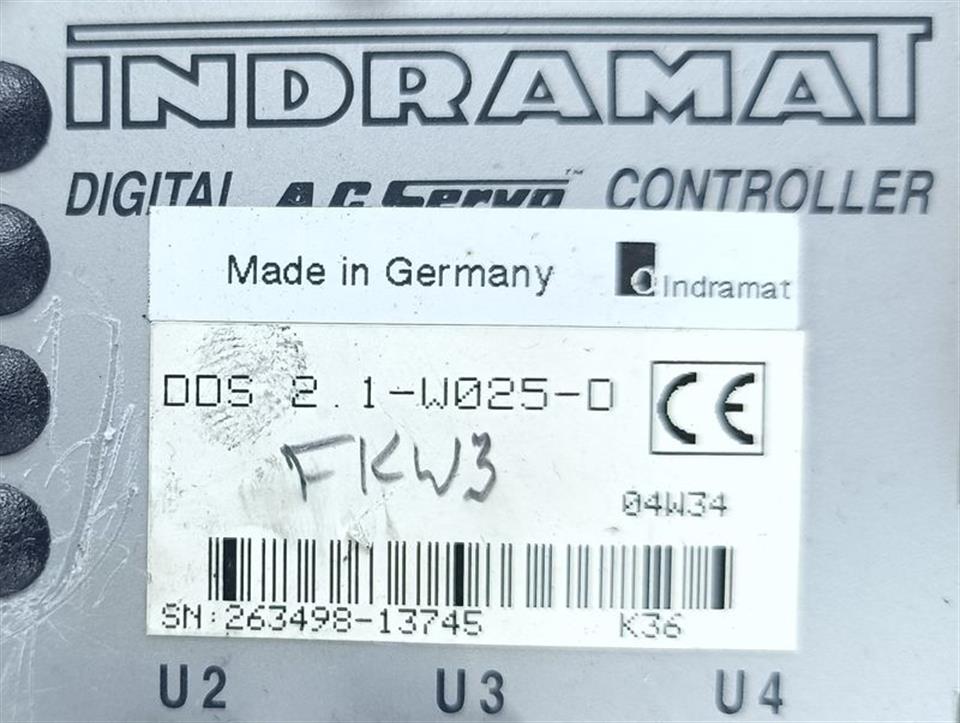 INDRAMAT
DIGITAL A.C. Servo™ CONTROLLER
Made in Germany Indramat
DDS 2.1-W025-D CE
FKW3
04W34
SN:263498-13745 K36
U2 U3 U4